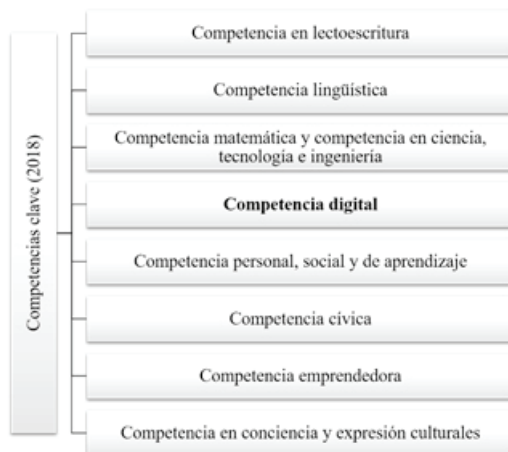 Competencias clave (2018)
Competencia en lectoescritura
Competencia lingüística
Competencia matemática y competencia en ciencia,
tecnología e ingeniería
Competencia digital
Competencia personal, social y de aprendizaje
Competencia cívica
Competencia emprendedora
Competencia en conciencia y expresión culturales